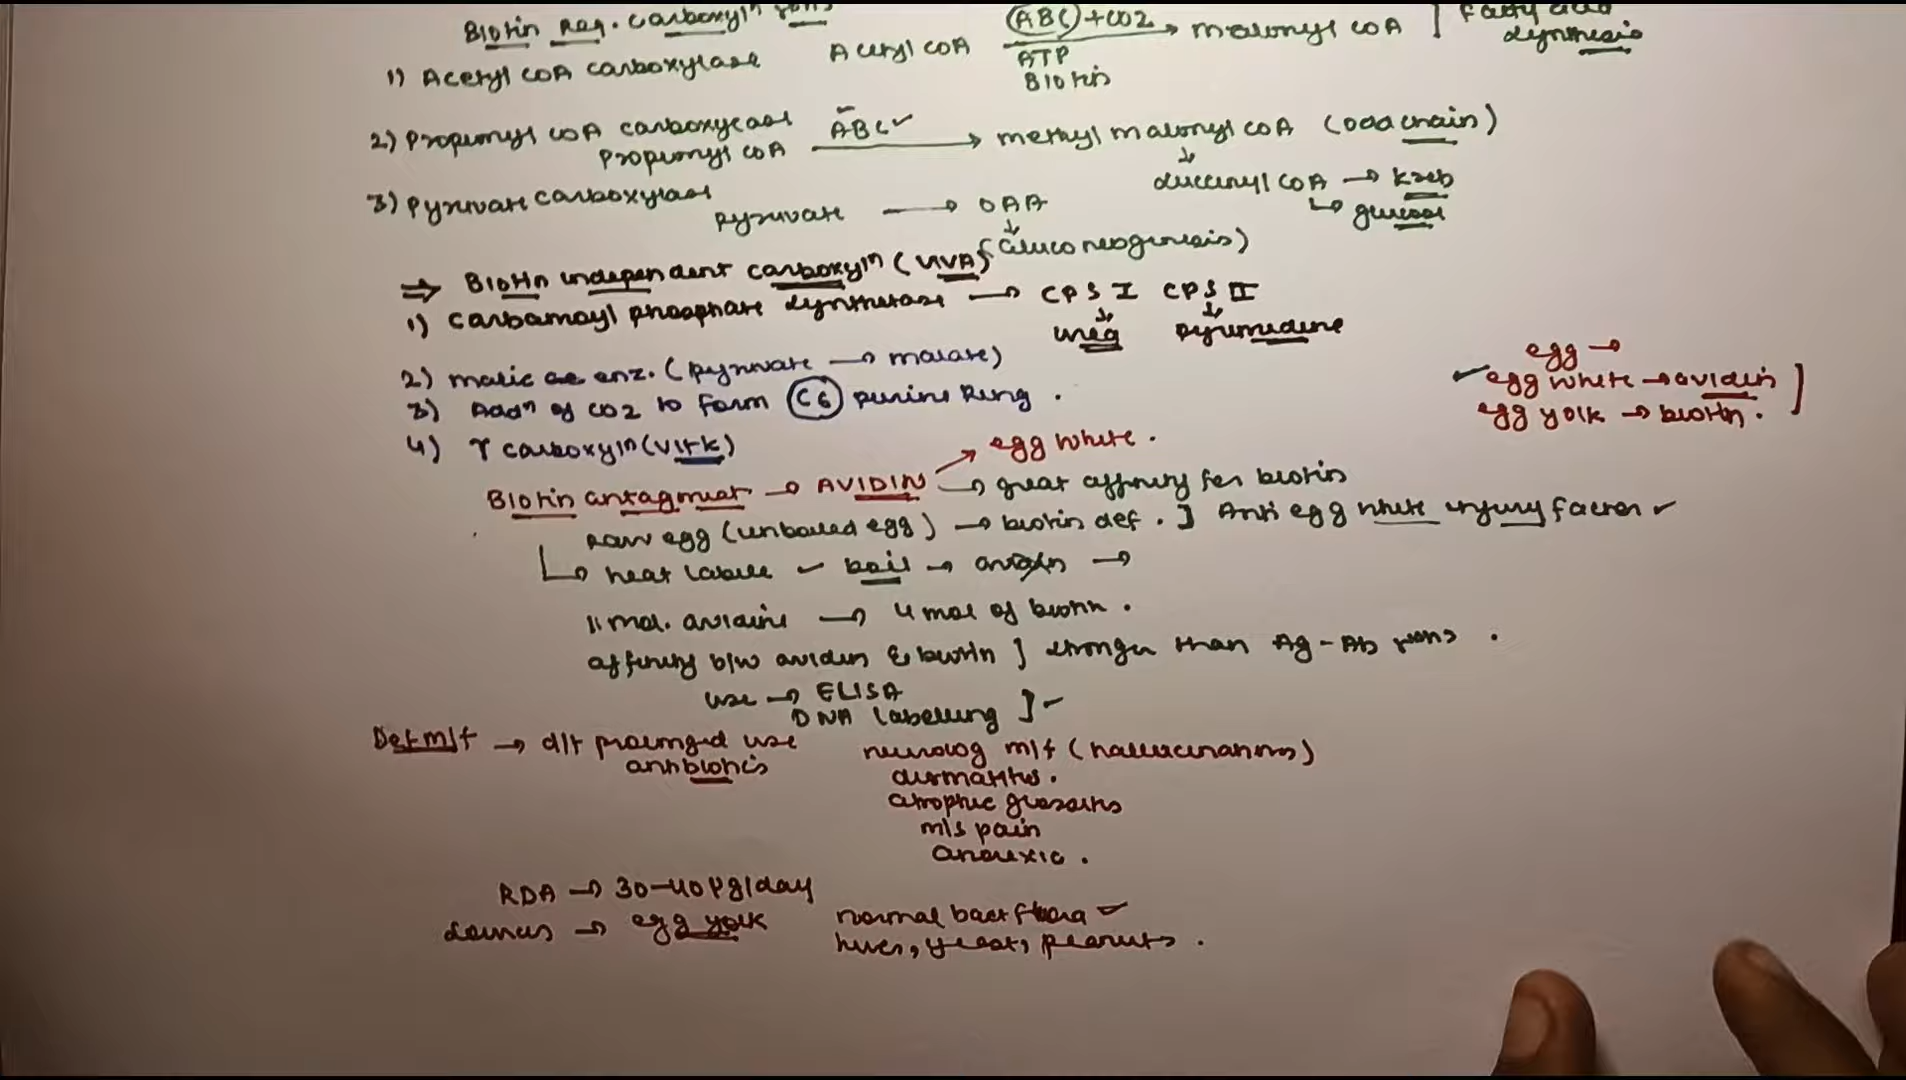 Biotin Req. carboxylⁿ rxns
1) Acetyl coA carboxylase Acetyl coA (ABC)+CO2 → malonyl coA ] fatty acid synthesis
ATP
Biotin
2) Propionyl coA carboxylase
Propionyl coA ABC✓ → methyl malonyl coA (odd chain)
↓
succinyl coA → kreb
↳ glucose
3) Pyruvate carboxylase
pyruvate → OAA
↓
(Gluconeogenesis)
⇒ Biotin independent carboxylⁿ (VIVA)
1) carbamoyl phosphate synthetase → CPS I CPS II
↓ ↓
urea pyrimidine
2) malic enz. (pyruvate → malate)
3) Addⁿ of CO2 to form (C6) purine Ring.
4) γ carboxylⁿ (vit k)
egg →
✓ egg white → avidin ]
egg yolk → biotin.
Biotin antagonist → AVIDIN → egg white.
→ great affinity for biotin
Raw egg (unboiled egg) → biotin def. ] Anti egg white injury factor ✓
↳ heat labile ✓ boil → avidin →
1 mol. avidine → 4 mol of biotin.
affinity b/w avidin & biotin ] stronger than Ag-Ab rxns.
use → ELISA
DNA labelling ] ✓
Def m/f → d/t prolonged use
antibiotics
neurolog m/f (hallucinations)
dermatitis.
atrophic glossitis
m/s pain
anorexia.
RDA → 30-40 μg/day
sources → egg yolk normal bact flora ✓
liver, yeast, peanuts.